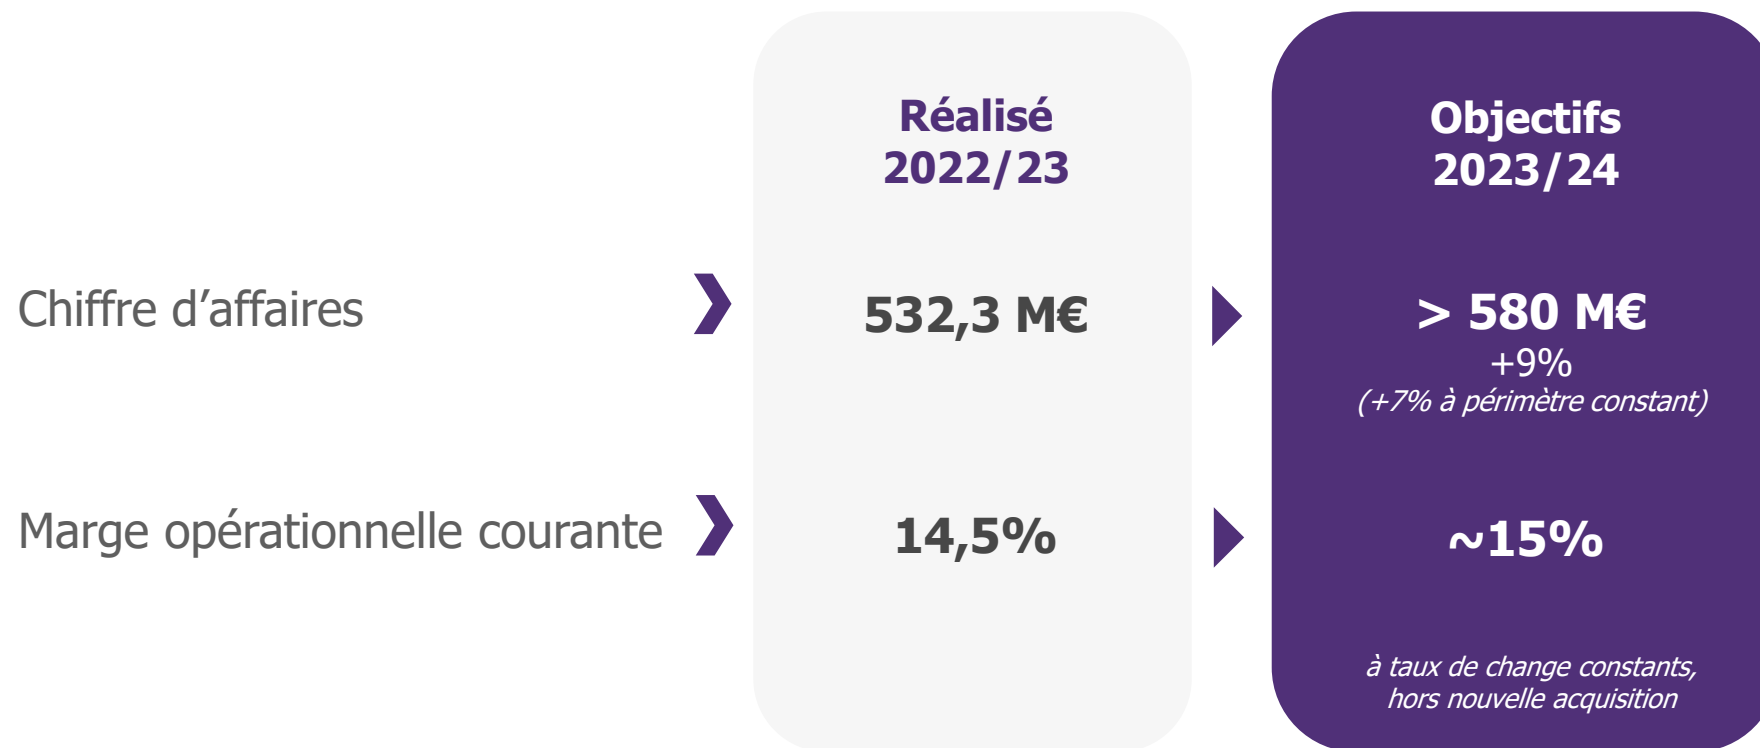 Réalisé
2022/23
Objectifs
2023/24
Chiffre d’affaires
532,3 M€
> 580 M€
+9%
(+7% à périmètre constant)
Marge opérationnelle courante
14,5%
~15%
à taux de change constants,
hors nouvelle acquisition